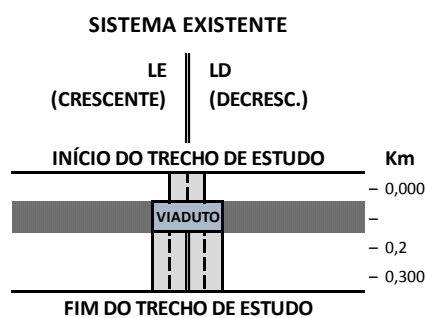 SISTEMA EXISTENTE
LE LD
(CRESCENTE) (DECRESC.)
INÍCIO DO TRECHO DE ESTUDO Km
– 0,000
VIADUTO –
– 0,2
– 0,300
FIM DO TRECHO DE ESTUDO